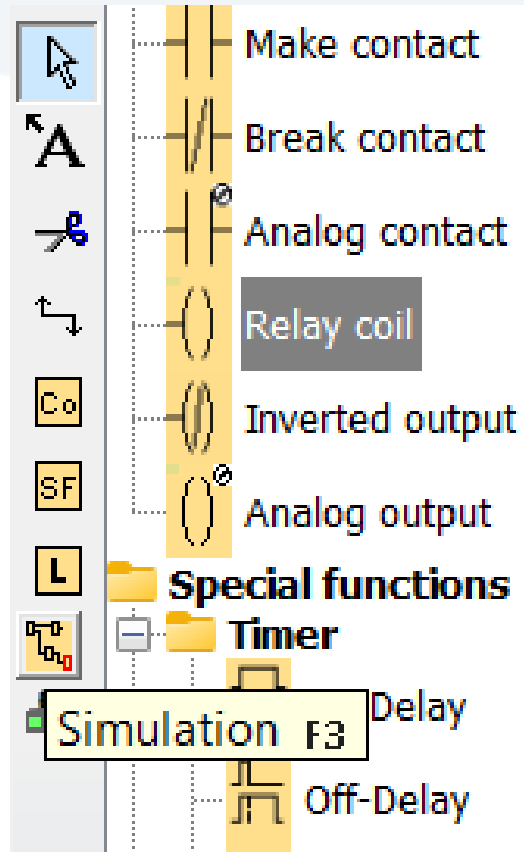 Make contact
A
Break contact
Analog contact
Relay coil
Co
Inverted output
SF
Analog output
L
Special functions
Timer
Delay
Simulation F3
Off-Delay